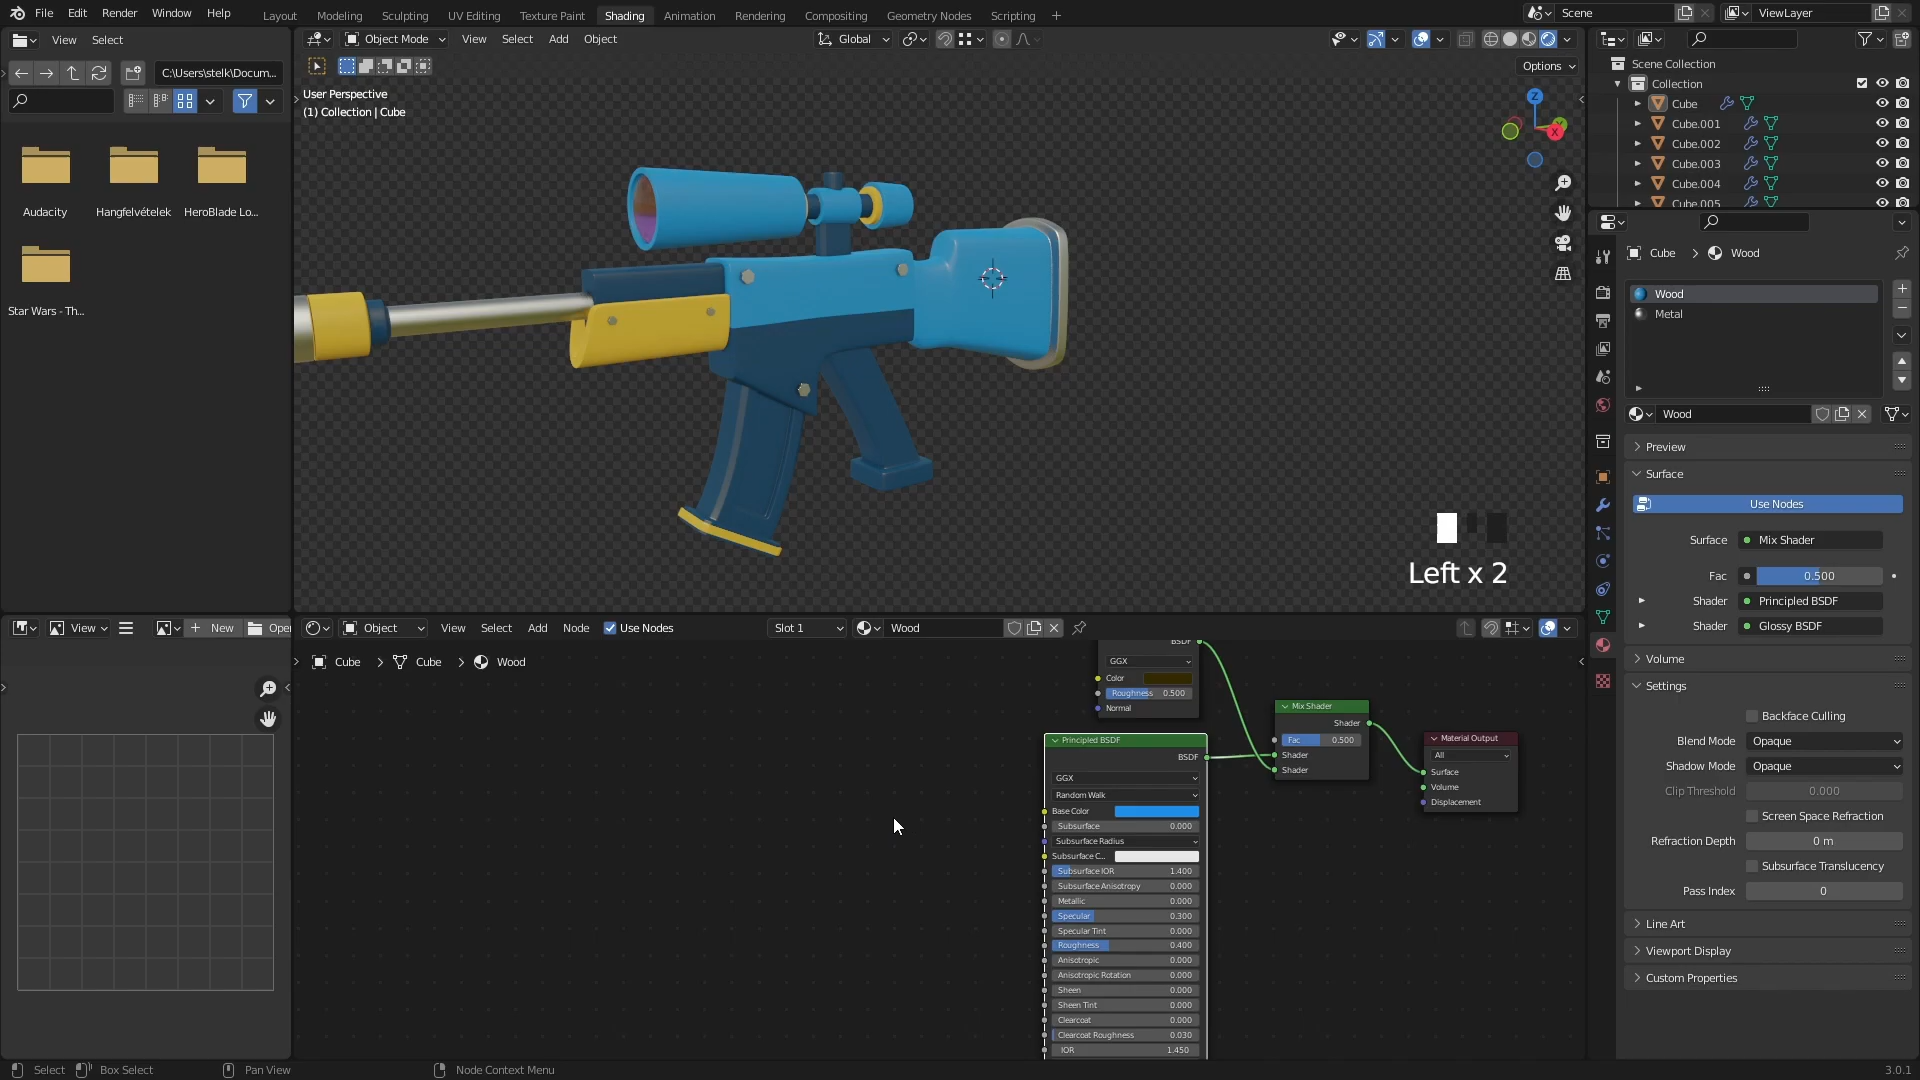 File Edit Render Window Help
Layout Modeling Sculpting UV Editing Texture Paint Shading Animation Rendering Compositing Geometry Nodes Scripting +
Scene
ViewLayer
View Select
C:\Users\stelk\Docum...
Audacity
Hangfelvételek
HeroBlade Lo...
Star Wars - Th...
Object Mode View Select Add Object
Global
Options
User Perspective
(1) Collection | Cube
Z
X
Left x 2
Scene Collection
Collection
Cube
Cube.001
Cube.002
Cube.003
Cube.004
Cube.005
Cube > Wood
Wood
Metal
Wood
Preview
Surface
Use Nodes
Surface Mix Shader
Fac 0.500
Shader Principled BSDF
Shader Glossy BSDF
Volume
Settings
Backface Culling
Blend Mode Opaque
Shadow Mode Opaque
Clip Threshold 0.000
Screen Space Refraction
Refraction Depth 0 m
Subsurface Translucency
Pass Index 0
Line Art
Viewport Display
Custom Properties
View
New
Open
Object View Select Add Node Use Nodes Slot 1 Wood
Cube > Cube > Wood
BSDF
GGX
Color
Roughness 0.500
Normal
Principled BSDF
BSDF
GGX
Random Walk
Base Color
Subsurface 0.000
Subsurface Radius
Subsurface C...
Subsurface IOR 1.400
Subsurface Anisotropy 0.000
Metallic 0.000
Specular 0.300
Specular Tint 0.000
Roughness 0.400
Anisotropic 0.000
Anisotropic Rotation 0.000
Sheen 0.000
Sheen Tint 0.000
Clearcoat 0.000
Clearcoat Roughness 0.030
IOR 1.450
Mix Shader
Shader
Fac 0.500
Shader
Shader
Material Output
All
Surface
Volume
Displacement
Select Box Select Pan View Node Context Menu 3.0.1